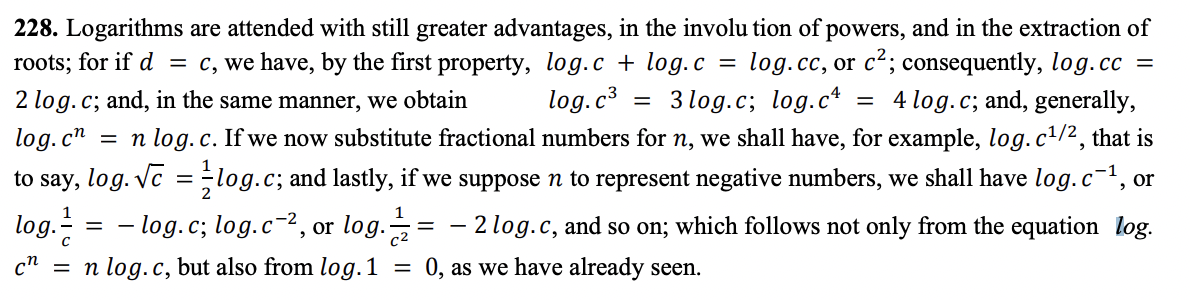 228. Logarithms are attended with still greater advantages, in the involu tion of powers, and in the extraction of
roots; for if d = c, we have, by the first property, log. c + log. c = log. cc, or c²; consequently, log. cc =
2 log. c; and, in the same manner, we obtain log. c³ = 3 log. c; log. c⁴ = 4 log. c; and, generally,
log. cⁿ = n log. c. If we now substitute fractional numbers for n, we shall have, for example, log. c^{1/2}, that is
to say, log. √c = 1/2 log. c; and lastly, if we suppose n to represent negative numbers, we shall have log. c⁻¹, or
log. 1/c = − log. c; log. c⁻², or log. 1/c² = − 2 log. c, and so on; which follows not only from the equation log.
cⁿ = n log. c, but also from log. 1 = 0, as we have already seen.